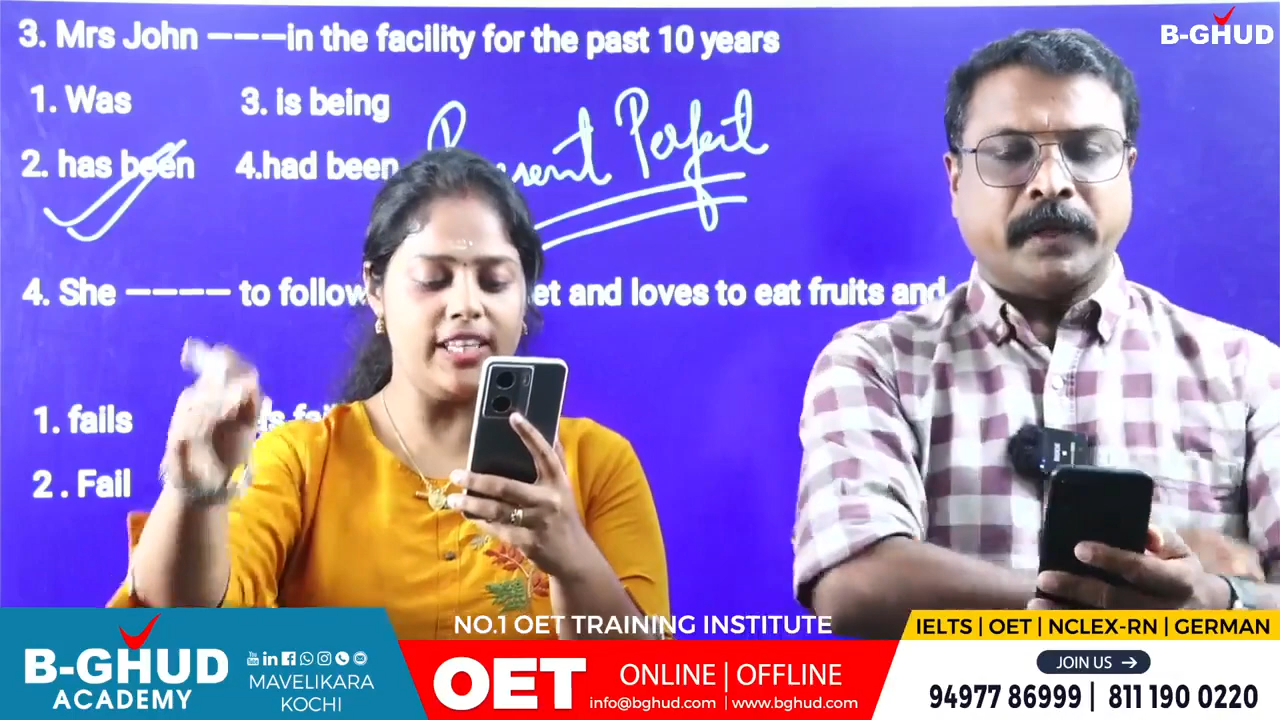 3. Mrs John ———in the facility for the past 10 years
1. Was 3. is being
2. has been 4.had been
Present Perfect
4. She ———— to follow et and loves to eat fruits and
1. fails
2 . Fail
B-GHUD
NO.1 OET TRAINING INSTITUTE
B-GHUD
ACADEMY
MAVELIKARA
KOCHI
OET
ONLINE | OFFLINE
info@bghud.com | www.bghud.com
IELTS | OET | NCLEX-RN | GERMAN
JOIN US
94977 86999 | 811 190 0220